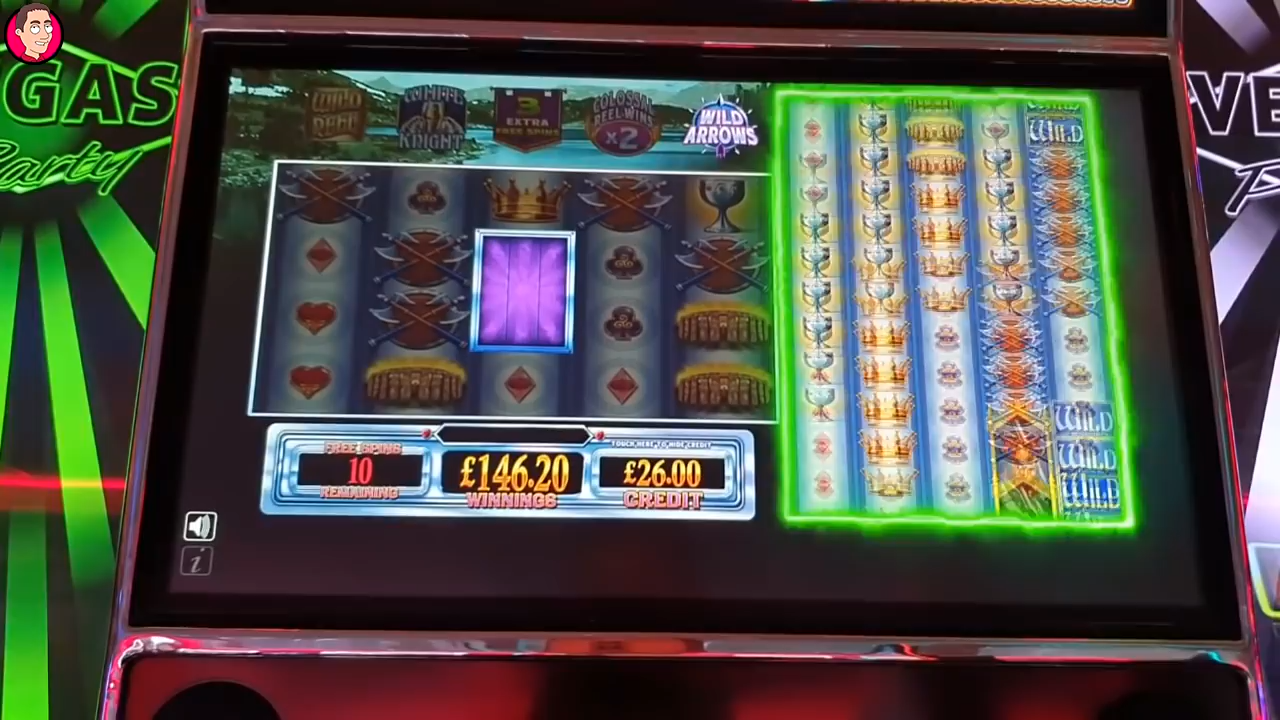 GAS
Party
VE
WILD
REEL
WHITE
KNIGHT
3
EXTRA
FREE SPINS
COLOSSAL
REEL WINS
X2
WILD
ARROWS
WILD
WILD
WILD
WILD
FREE SPINS
10
REMAINING
£146.20
WINNINGS
TOUCH HERE TO HIDE CREDIT
£26.00
CREDIT
i